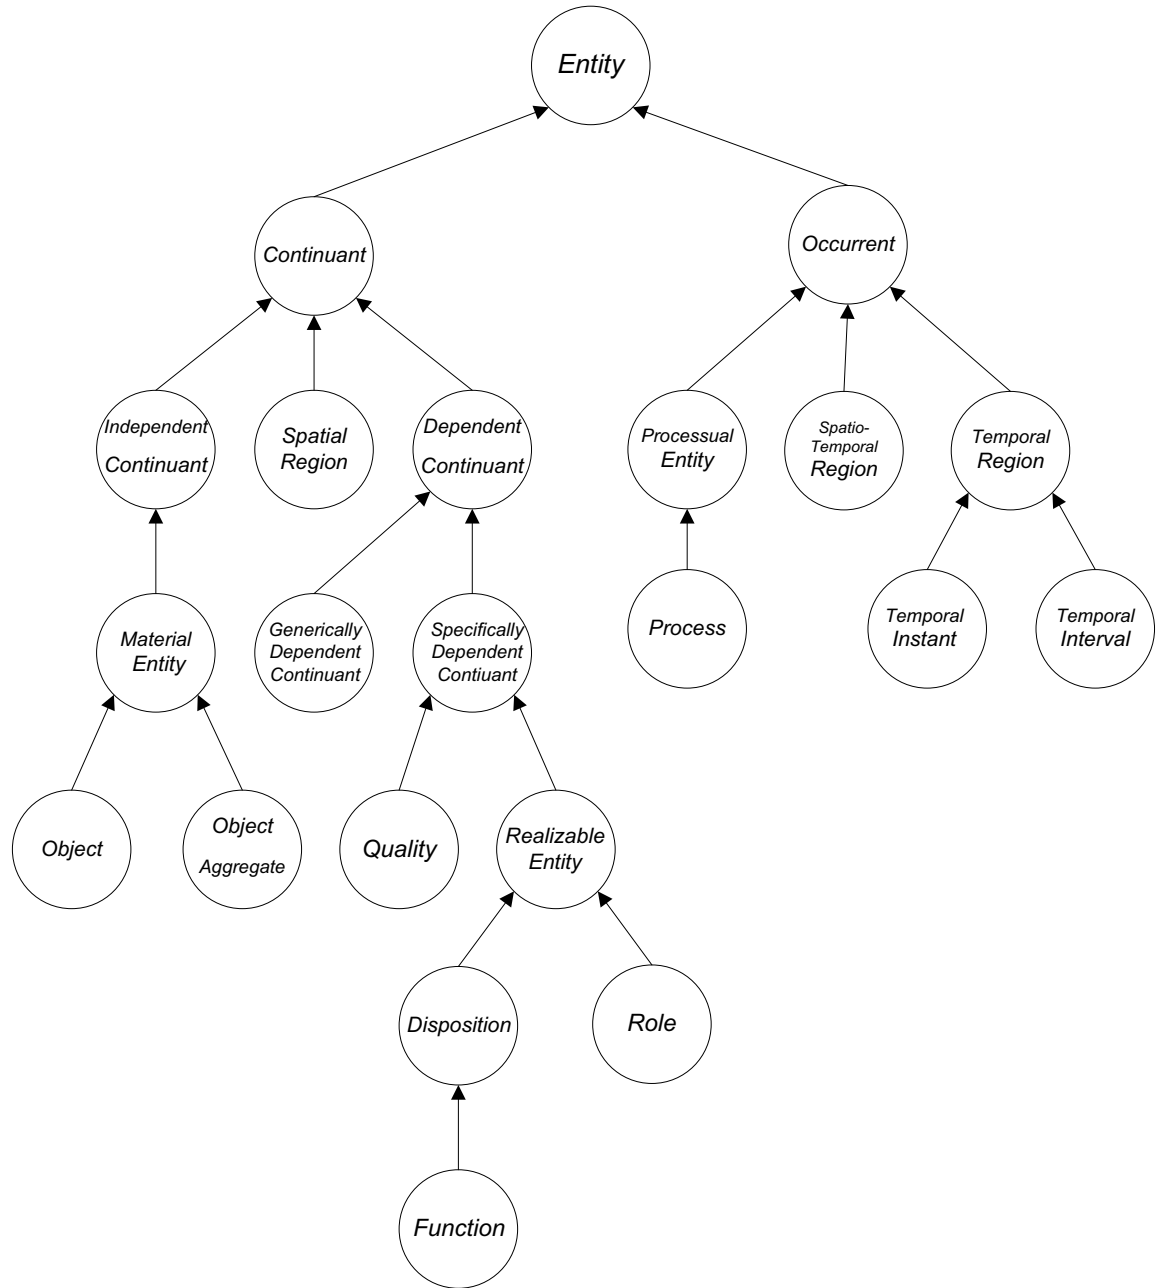 Entity
Continuant
Occurrent
Independent
Continuant
Spatial
Region
Dependent
Continuant
Processual
Entity
Spatio-
Temporal
Region
Temporal
Region
Material
Entity
Generically
Dependent
Continuant
Specifically
Dependent
Contiuant
Process
Temporal
Instant
Temporal
Interval
Object
Object
Aggregate
Quality
Realizable
Entity
Disposition
Role
Function